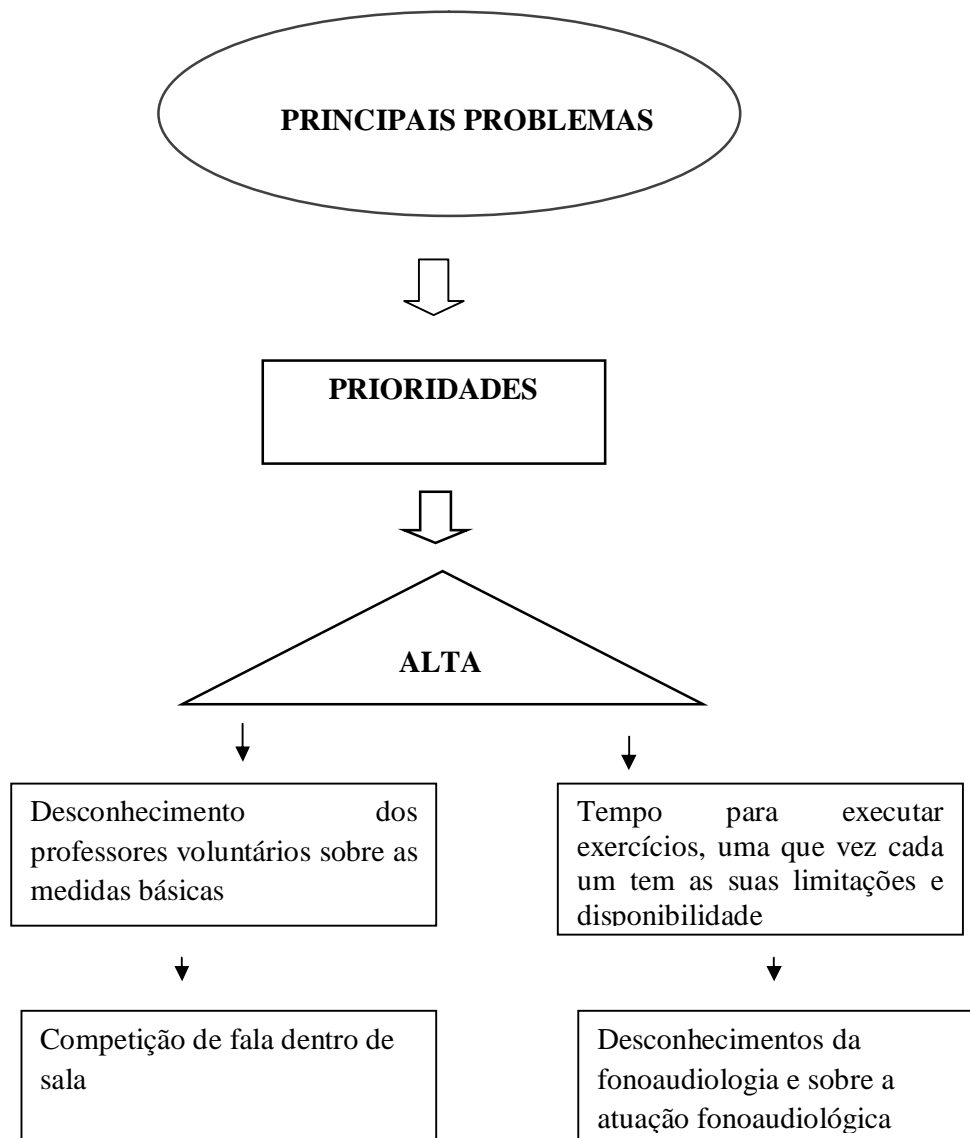 PRINCIPAIS PROBLEMAS
PRIORIDADES
ALTA
Desconhecimento dos
professores voluntários sobre as
medidas básicas
Tempo para executar
exercícios, uma que vez cada
um tem as suas limitações e
disponibilidade
Competição de fala dentro de
sala
Desconhecimentos da
fonoaudiologia e sobre a
atuação fonoaudiológica